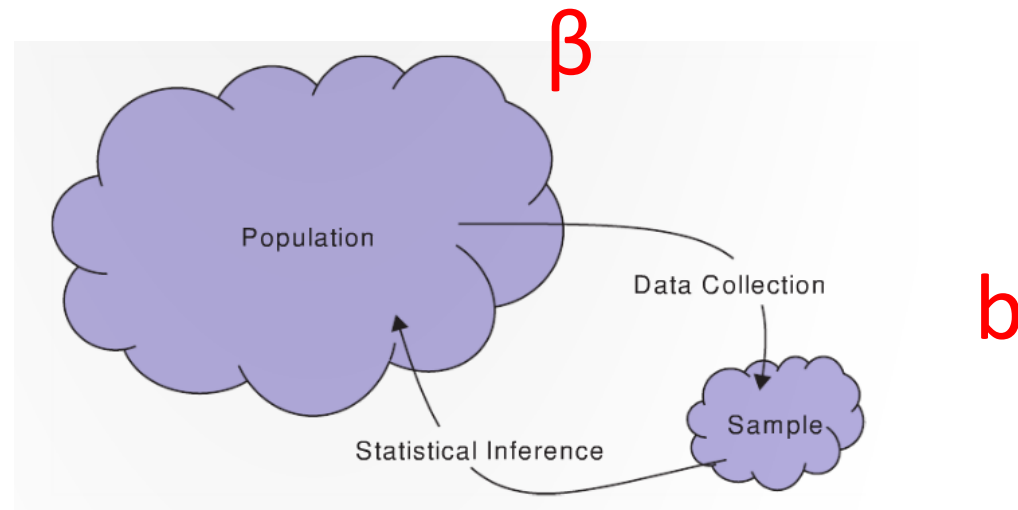 β
Population
Data Collection
b
Sample
Statistical Inference